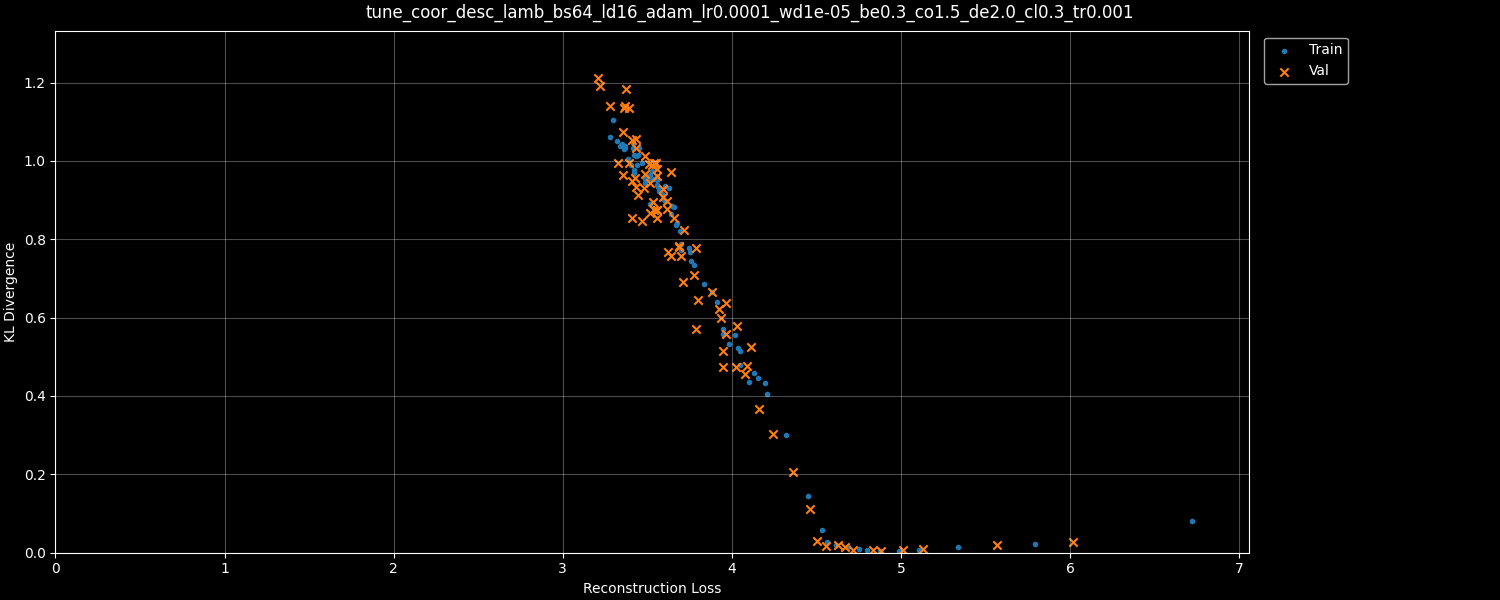 tune_coor_desc_lamb_bs64_ld16_adam_lr0.0001_wd1e-05_be0.3_co1.5_de2.0_cl0.3_tr0.001
Train
Val
KL Divergence
1.2
1.0
0.8
0.6
0.4
0.2
0.0
0 1 2 3 4 5 6 7
Reconstruction Loss